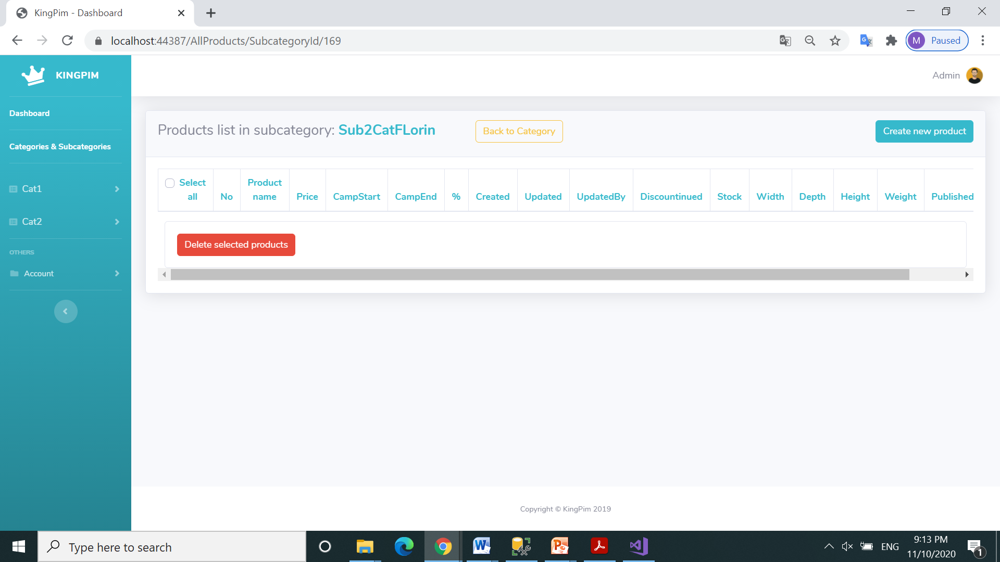 KingPim - Dashboard
localhost:44387/AllProducts/SubcategoryId/169
M Paused
KINGPIM
Admin
Dashboard
Categories & Subcategories
Cat1
Cat2
OTHERS
Account
Products list in subcategory: Sub2CatFLorin
Back to Category
Create new product
Select all
No
Product name
Price
CampStart
CampEnd
%
Created
Updated
UpdatedBy
Discountinued
Stock
Width
Depth
Height
Weight
Published
Delete selected products
Copyright © KingPim 2019
Type here to search
ENG
9:13 PM
11/10/2020
1